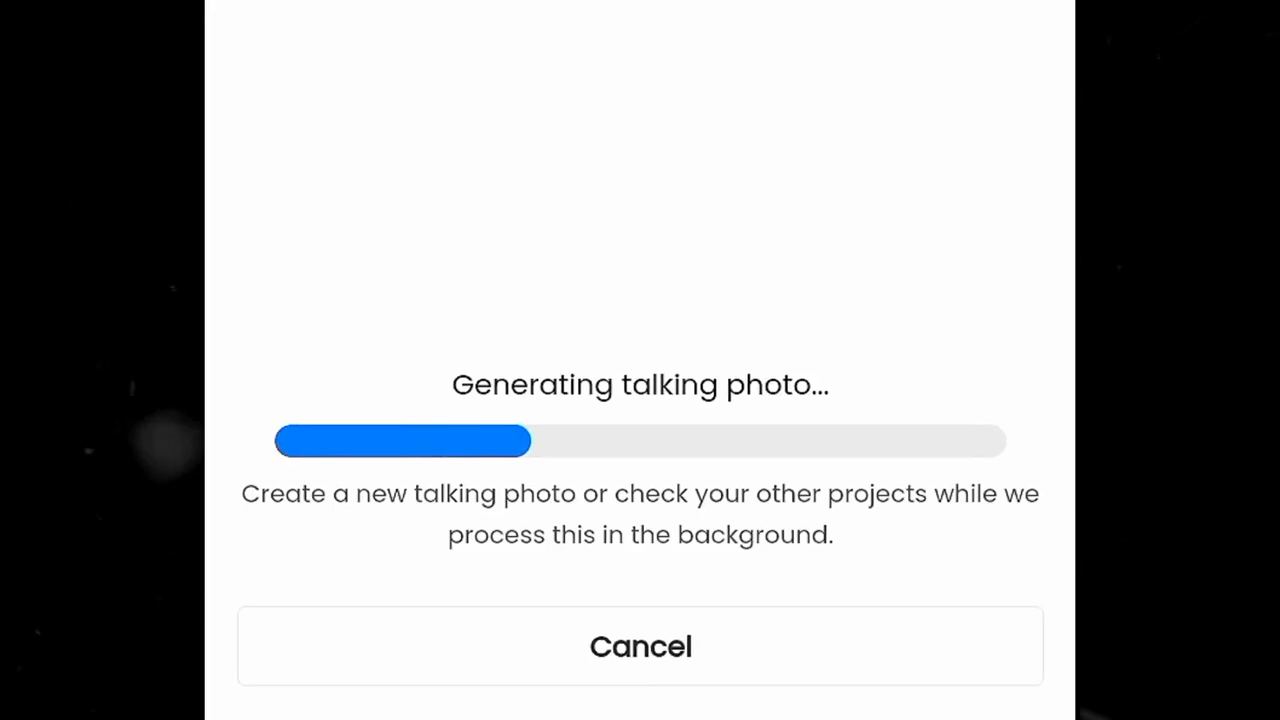 Generating talking photo...
Create a new talking photo or check your other projects while we
process this in the background.
Cancel